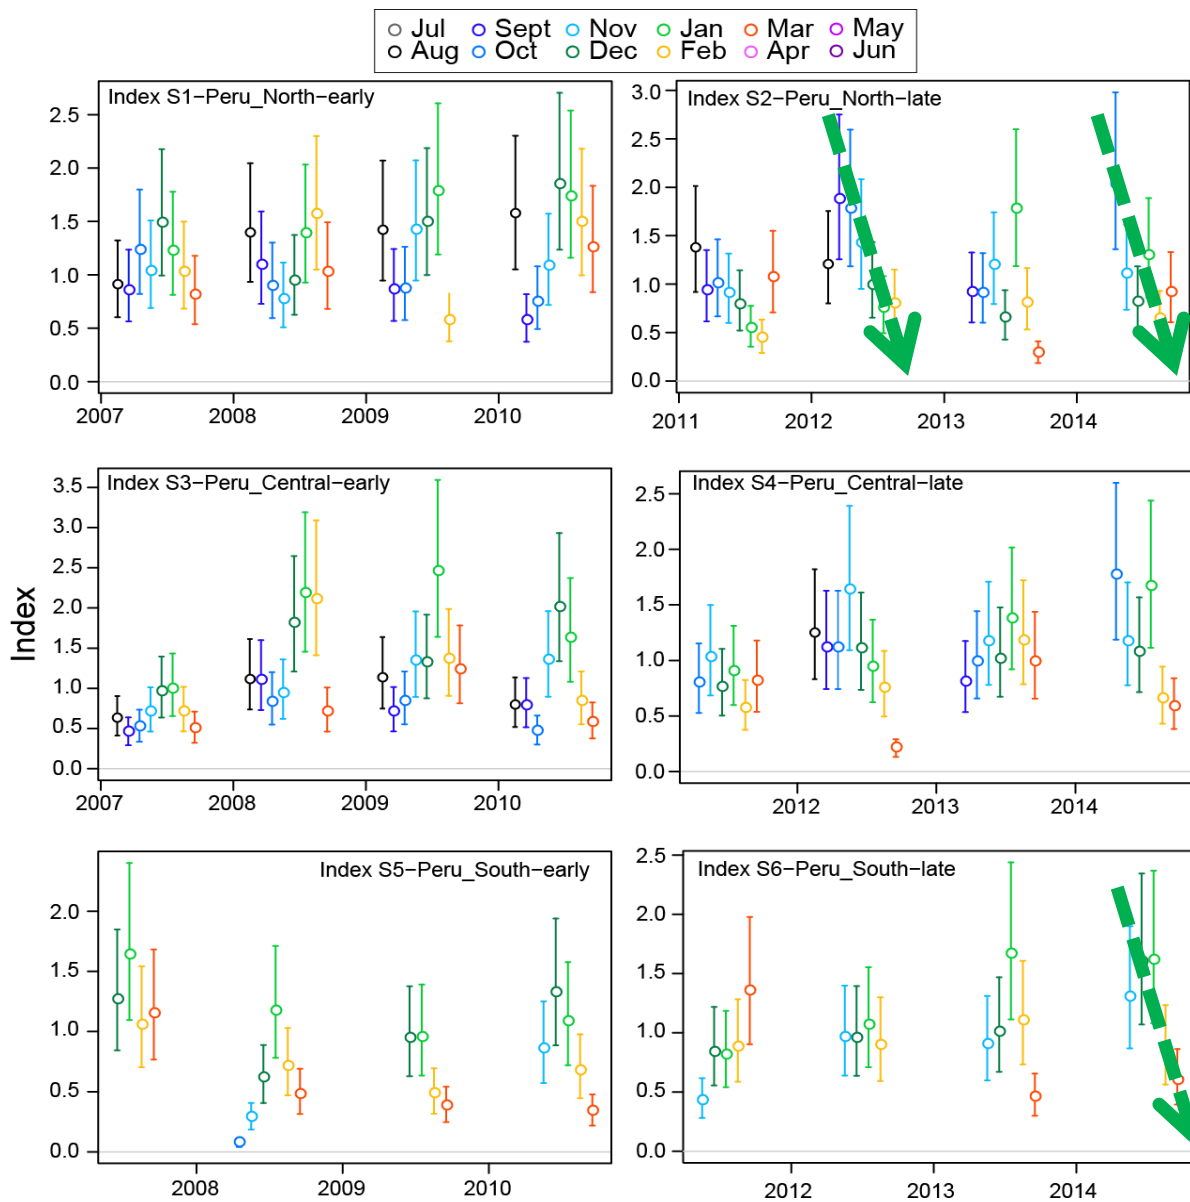 Jul Sept Nov Jan Mar May
Aug Oct Dec Feb Apr Jun
Index S1−Peru_North−early
2.5
2.0
1.5
1.0
0.5
0.0
2007 2008 2009 2010
Index S2−Peru_North−late
3.0
2.5
2.0
1.5
1.0
0.5
0.0
2011 2012 2013 2014
Index
Index S3−Peru_Central−early
3.5
3.0
2.5
2.0
1.5
1.0
0.5
0.0
2007 2008 2009 2010
Index S4−Peru_Central−late
2.5
2.0
1.5
1.0
0.5
0.0
2012 2013 2014
Index S5−Peru_South−early
2.0
1.5
1.0
0.5
0.0
2008 2009 2010
Index S6−Peru_South−late
2.5
2.0
1.5
1.0
0.5
0.0
2012 2013 2014